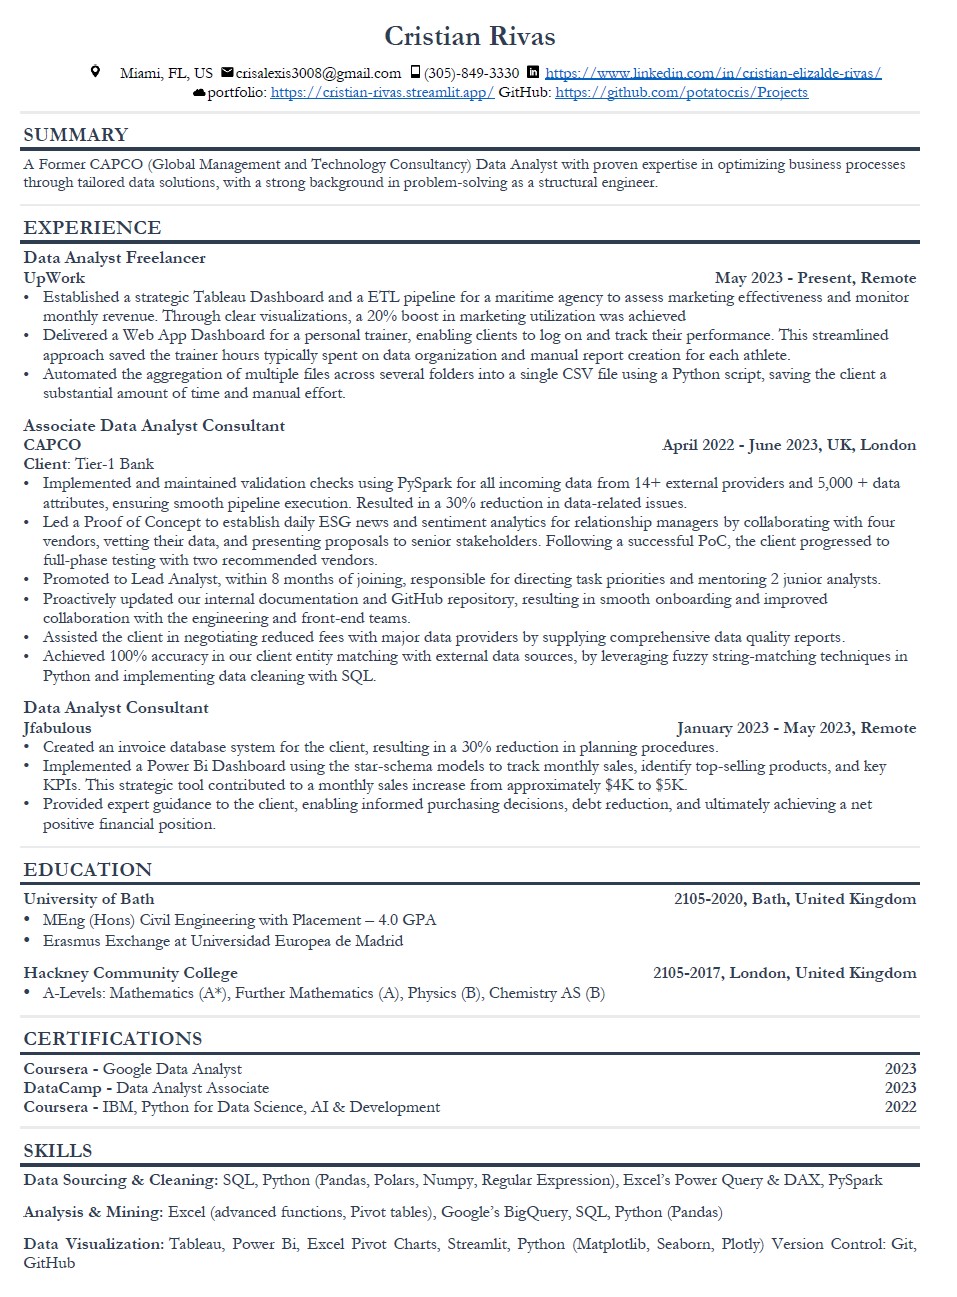 Cristian Rivas
Miami, FL, US crisalexis3008@gmail.com (305)-849-3330 https://www.linkedin.com/in/cristian-elizalde-rivas/
portfolio: https://cristian-rivas.streamlit.app/ GitHub: https://github.com/potatocris/Projects
SUMMARY
A Former CAPCO (Global Management and Technology Consultancy) Data Analyst with proven expertise in optimizing business processes
through tailored data solutions, with a strong background in problem-solving as a structural engineer.
EXPERIENCE
Data Analyst Freelancer
UpWork May 2023 - Present, Remote
• Established a strategic Tableau Dashboard and a ETL pipeline for a maritime agency to assess marketing effectiveness and monitor
monthly revenue. Through clear visualizations, a 20% boost in marketing utilization was achieved
• Delivered a Web App Dashboard for a personal trainer, enabling clients to log on and track their performance. This streamlined
approach saved the trainer hours typically spent on data organization and manual report creation for each athlete.
• Automated the aggregation of multiple files across several folders into a single CSV file using a Python script, saving the client a
substantial amount of time and manual effort.
Associate Data Analyst Consultant
CAPCO April 2022 - June 2023, UK, London
Client: Tier-1 Bank
• Implemented and maintained validation checks using PySpark for all incoming data from 14+ external providers and 5,000 + data
attributes, ensuring smooth pipeline execution. Resulted in a 30% reduction in data-related issues.
• Led a Proof of Concept to establish daily ESG news and sentiment analytics for relationship managers by collaborating with four
vendors, vetting their data, and presenting proposals to senior stakeholders. Following a successful PoC, the client progressed to
full-phase testing with two recommended vendors.
• Promoted to Lead Analyst, within 8 months of joining, responsible for directing task priorities and mentoring 2 junior analysts.
• Proactively updated our internal documentation and GitHub repository, resulting in smooth onboarding and improved
collaboration with the engineering and front-end teams.
• Assisted the client in negotiating reduced fees with major data providers by supplying comprehensive data quality reports.
• Achieved 100% accuracy in our client entity matching with external data sources, by leveraging fuzzy string-matching techniques in
Python and implementing data cleaning with SQL.
Data Analyst Consultant
Jfabulous January 2023 - May 2023, Remote
• Created an invoice database system for the client, resulting in a 30% reduction in planning procedures.
• Implemented a Power Bi Dashboard using the star-schema models to track monthly sales, identify top-selling products, and key
KPIs. This strategic tool contributed to a monthly sales increase from approximately $4K to $5K.
• Provided expert guidance to the client, enabling informed purchasing decisions, debt reduction, and ultimately achieving a net
positive financial position.
EDUCATION
University of Bath 2105-2020, Bath, United Kingdom
• MEng (Hons) Civil Engineering with Placement – 4.0 GPA
• Erasmus Exchange at Universidad Europea de Madrid
Hackney Community College 2105-2017, London, United Kingdom
• A-Levels: Mathematics (A*), Further Mathematics (A), Physics (B), Chemistry AS (B)
CERTIFICATIONS
Coursera - Google Data Analyst 2023
DataCamp - Data Analyst Associate 2023
Coursera - IBM, Python for Data Science, AI & Development 2022
SKILLS
Data Sourcing & Cleaning: SQL, Python (Pandas, Polars, Numpy, Regular Expression), Excel’s Power Query & DAX, PySpark
Analysis & Mining: Excel (advanced functions, Pivot tables), Google’s BigQuery, SQL, Python (Pandas)
Data Visualization: Tableau, Power Bi, Excel Pivot Charts, Streamlit, Python (Matplotlib, Seaborn, Plotly) Version Control: Git,
GitHub